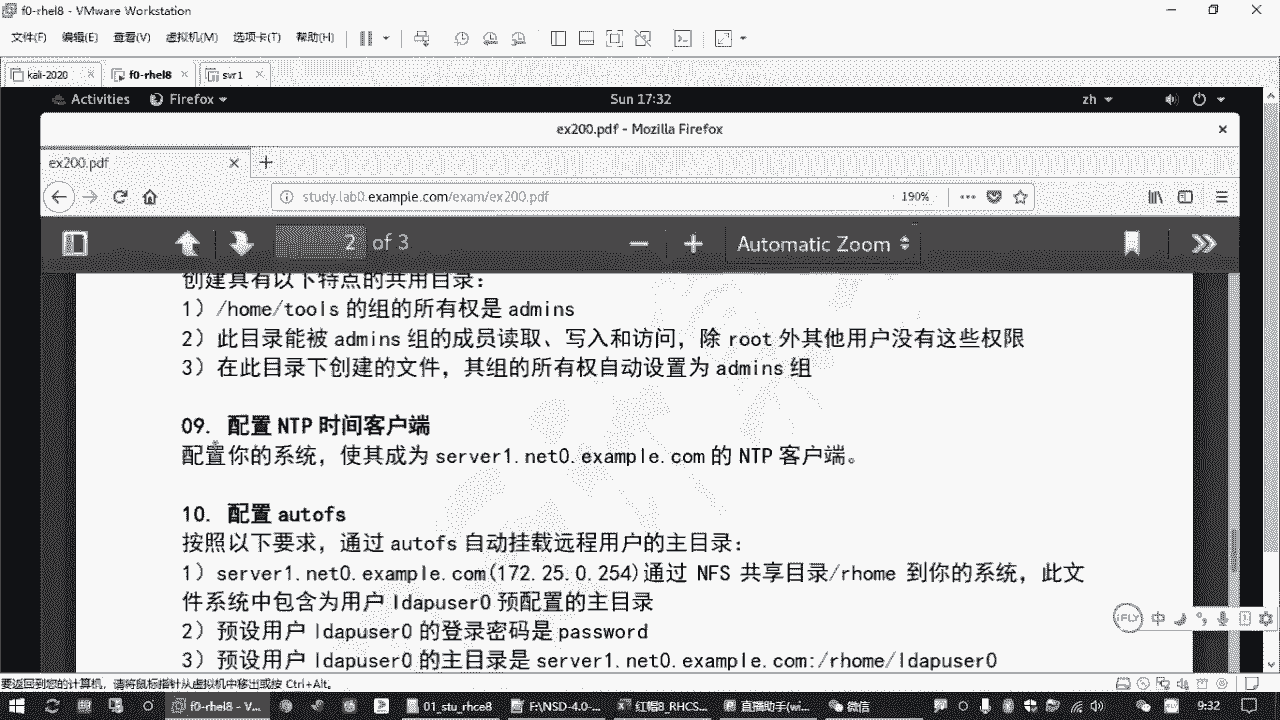 f0-rhel8 - VMware Workstation
文件(F) 编辑(E) 查看(V) 虚拟机(M) 选项卡(T) 帮助(H)
kali-2020 f0-rhel8 svr1
Activities Firefox Sun 17:32 zh
ex200.pdf - Mozilla Firefox
ex200.pdf
study.lab0.example.com/exam/ex200.pdf 190%
2 of 3 Automatic Zoom
创建具有以下特点的共用目录：
1）/home/tools 的组的所有权是 admins
2）此目录能被 admins 组的成员读取、写入和访问，除 root 外其他用户没有这些权限
3）在此目录下创建的文件，其组的所有权自动设置为 admins 组
09. 配置 NTP 时间客户端
配置你的系统，使其成为 server1.net0.example.com 的 NTP 客户端。
10. 配置 autofs
按照以下要求，通过 autofs 自动挂载远程用户的主目录：
1）server1.net0.example.com(172.25.0.254)通过 NFS 共享目录/rhome 到你的系统，此文
件系统中包含为用户 ldapuser0 预配置的主目录
2）预设用户 ldapuser0 的登录密码是 password
3）预设用户 ldapuser0 的主目录是 server1.net0.example.com:/rhome/ldapuser0
iFLY 中
要返回到您的计算机，请将鼠标指针从虚拟机中移出或按 Ctrl+Alt。
f0-rhel8 - V... 01_stu_rhce8 F:\NSD-4.0-... 红帽8_RHCS... 直播助手(wi... 微信 9:32